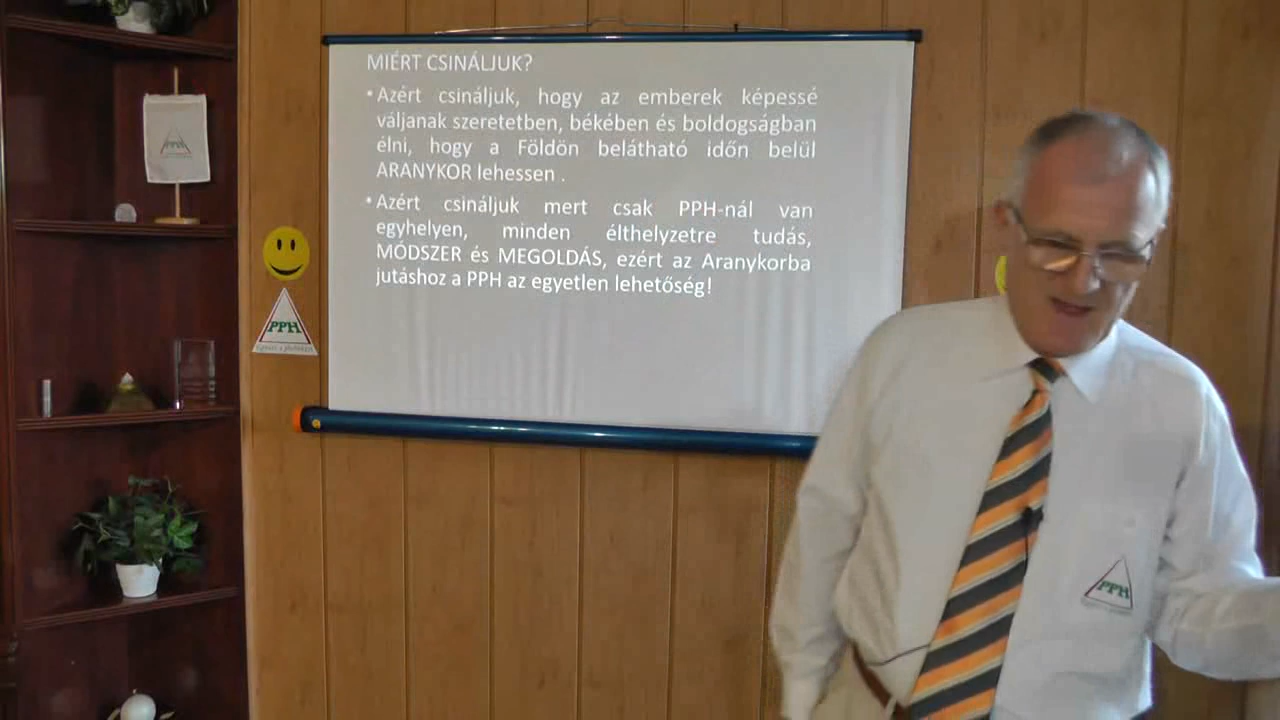 MIÉRT CSINÁLJUK?
• Azért csináljuk, hogy az emberek képessé
váljanak szeretetben, békében és boldogságban
élni, hogy a Földön belátható időn belül
ARANYKOR lehessen .
• Azért csináljuk mert csak PPH-nál van
egyhelyen, minden élthelyzetre tudás,
MÓDSZER és MEGOLDÁS, ezért az Aranykorba
jutáshoz a PPH az egyetlen lehetőség!
PPH
PPH
PPH